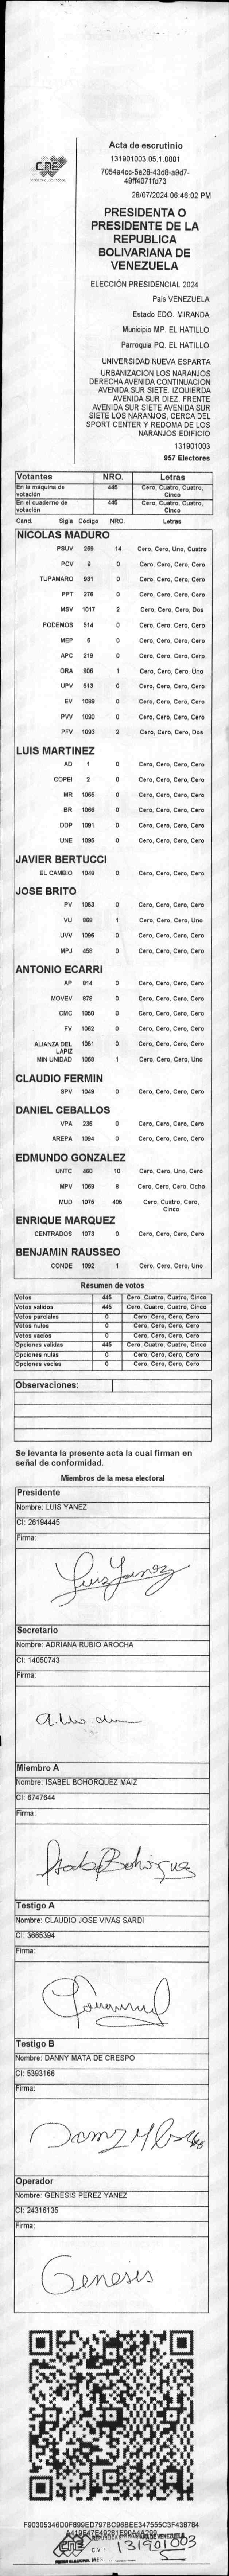 CNE
Acta de escrutinio
131901003.05.1.0001
7054a4cc-5e28-43d8-a9d7-
49ff4071fd73
28/07/2024 06:46:02 PM
PRESIDENTA O
PRESIDENTE DE LA
REPUBLICA
BOLIVARIANA DE
VENEZUELA
ELECCIÓN PRESIDENCIAL 2024
País VENEZUELA
Estado EDO. MIRANDA
Municipio MP. EL HATILLO
Parroquia PQ. EL HATILLO
UNIVERSIDAD NUEVA ESPARTA
URBANIZACION LOS NARANJOS
DERECHA AVENIDA CONTINUACION
AVENIDA SUR SIETE. IZQUIERDA
AVENIDA SUR DIEZ. FRENTE
AVENIDA SUR SIETE AVENIDA SUR
SIETE LOS NARANJOS, CERCA DEL
SPORT CENTER Y REDOMA DE LOS
NARANJOS EDIFICIO
131901003
957 Electores
Votantes NRO. Letras
En la máquina de votación 445 Cero, Cuatro, Cuatro, Cinco
En el cuaderno de votación 445 Cero, Cuatro, Cuatro, Cinco
Cand. Sigla Código NRO. Letras
NICOLAS MADURO
PSUV 269 14 Cero, Cero, Uno, Cuatro
PCV 9 0 Cero, Cero, Cero, Cero
TUPAMARO 931 0 Cero, Cero, Cero, Cero
PPT 276 0 Cero, Cero, Cero, Cero
MSV 1017 2 Cero, Cero, Cero, Dos
PODEMOS 514 0 Cero, Cero, Cero, Cero
MEP 6 0 Cero, Cero, Cero, Cero
APC 219 0 Cero, Cero, Cero, Cero
ORA 906 1 Cero, Cero, Cero, Uno
UPV 513 0 Cero, Cero, Cero, Cero
EV 1089 0 Cero, Cero, Cero, Cero
PVV 1090 0 Cero, Cero, Cero, Cero
PFV 1093 2 Cero, Cero, Cero, Dos
LUIS MARTINEZ
AD 1 0 Cero, Cero, Cero, Cero
COPEI 2 0 Cero, Cero, Cero, Cero
MR 1065 0 Cero, Cero, Cero, Cero
BR 1066 0 Cero, Cero, Cero, Cero
DDP 1091 0 Cero, Cero, Cero, Cero
UNE 1095 0 Cero, Cero, Cero, Cero
JAVIER BERTUCCI
EL CAMBIO 1048 0 Cero, Cero, Cero, Cero
JOSE BRITO
PV 1053 0 Cero, Cero, Cero, Cero
VU 868 1 Cero, Cero, Cero, Uno
UVV 1096 0 Cero, Cero, Cero, Cero
MPJ 458 0 Cero, Cero, Cero, Cero
ANTONIO ECARRI
AP 814 0 Cero, Cero, Cero, Cero
MOVEV 878 0 Cero, Cero, Cero, Cero
CMC 1050 0 Cero, Cero, Cero, Cero
FV 1062 0 Cero, Cero, Cero, Cero
ALIANZA DEL LAPIZ 1051 0 Cero, Cero, Cero, Cero
MIN UNIDAD 1068 1 Cero, Cero, Cero, Uno
CLAUDIO FERMIN
SPV 1049 0 Cero, Cero, Cero, Cero
DANIEL CEBALLOS
VPA 236 0 Cero, Cero, Cero, Cero
AREPA 1094 0 Cero, Cero, Cero, Cero
EDMUNDO GONZALEZ
UNTC 460 10 Cero, Cero, Uno, Cero
MPV 1069 8 Cero, Cero, Cero, Ocho
MUD 1075 405 Cero, Cuatro, Cero, Cinco
ENRIQUE MARQUEZ
CENTRADOS 1073 0 Cero, Cero, Cero, Cero
BENJAMIN RAUSSEO
CONDE 1092 1 Cero, Cero, Cero, Uno
Resumen de votos
Votos 445 Cero, Cuatro, Cuatro, Cinco
Votos validos 445 Cero, Cuatro, Cuatro, Cinco
Votos parciales 0 Cero, Cero, Cero, Cero
Votos nulos 0 Cero, Cero, Cero, Cero
Votos vacios 0 Cero, Cero, Cero, Cero
Opciones validas 445 Cero, Cuatro, Cuatro, Cinco
Opciones nulas 0 Cero, Cero, Cero, Cero
Opciones vacias 0 Cero, Cero, Cero, Cero
Observaciones:
Se levanta la presente acta la cual firman en
señal de conformidad.
Miembros de la mesa electoral
Presidente
Nombre: LUIS YANEZ
CI: 26194445
Firma:
Luis Yanez
Secretario
Nombre: ADRIANA RUBIO AROCHA
CI: 14050743
Firma:
Miembro A
Nombre: ISABEL BOHORQUEZ MAIZ
CI: 6747644
Firma:
Testigo A
Nombre: CLAUDIO JOSE VIVAS SARDI
CI: 3665394
Firma:
Testigo B
Nombre: DANNY MATA DE CRESPO
CI: 5393166
Firma:
Operador
Nombre: GENESIS PEREZ YANEZ
CI: 24316135
Firma:
Genesis
F90305346D0FB99ED797BC96BEE347555C3F438784
CNE
C.V. 131901003
MES. 5